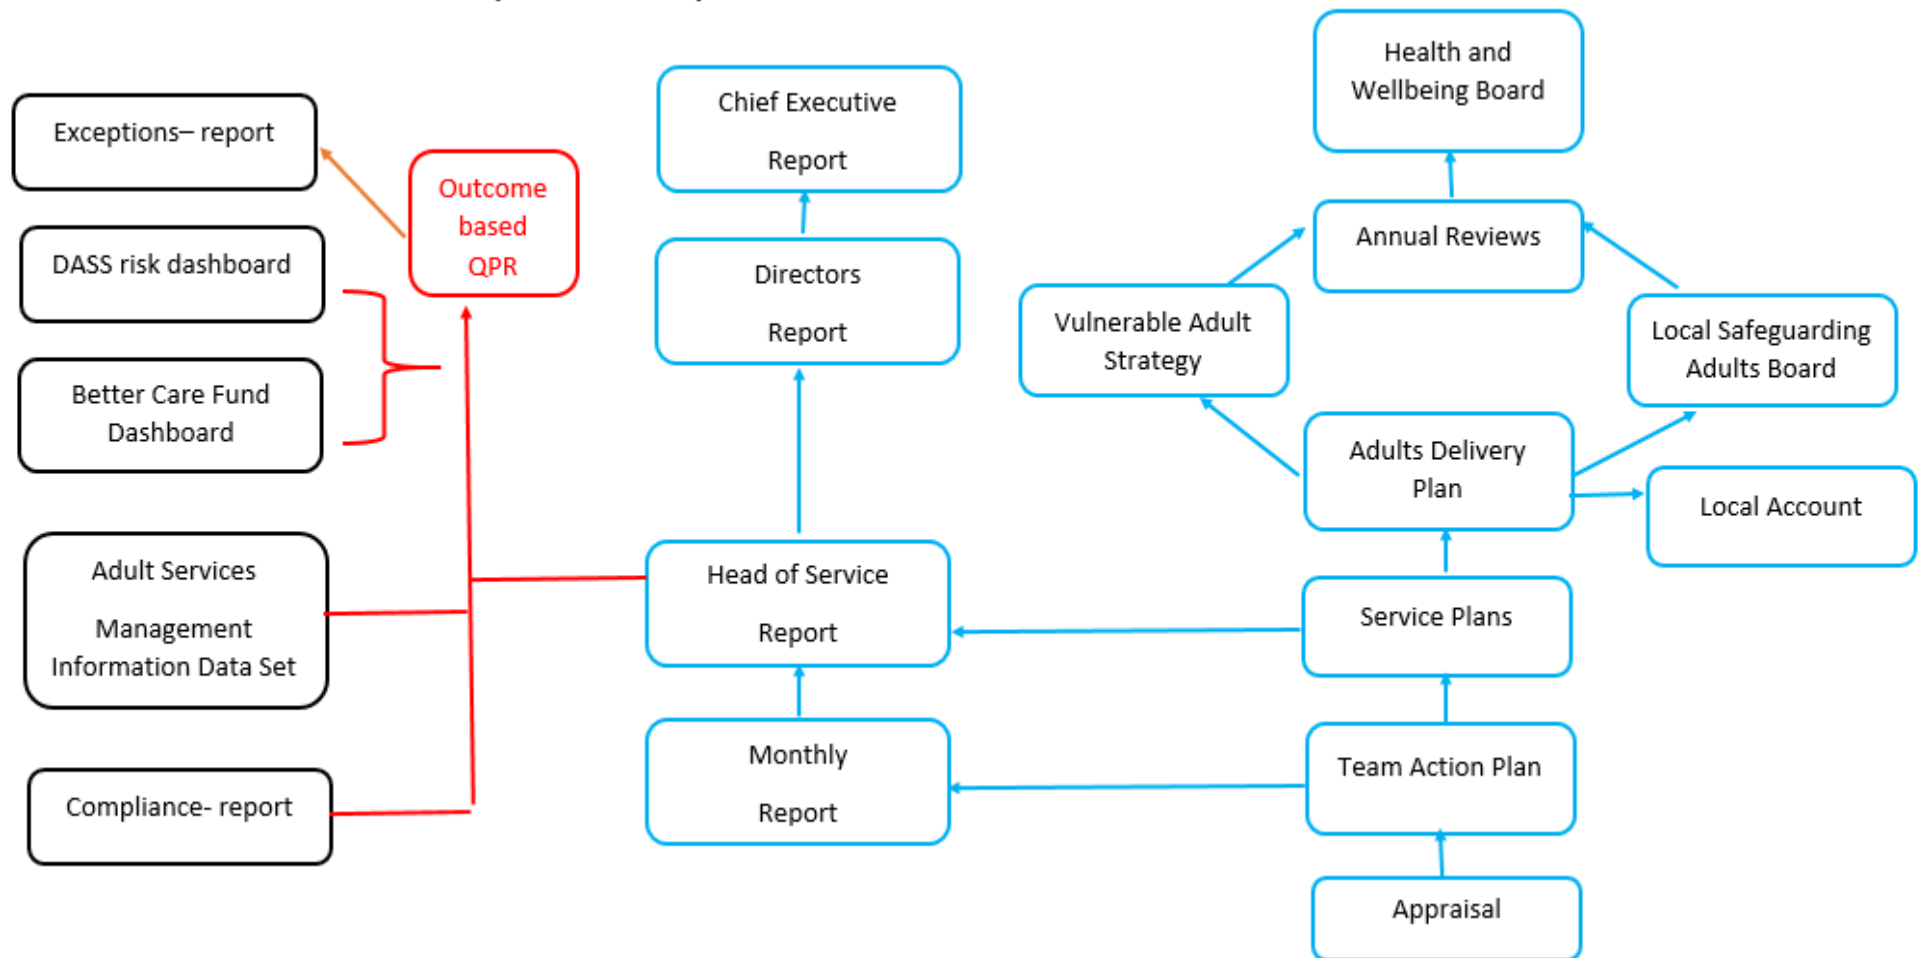 Exceptions– report
DASS risk dashboard
Better Care Fund
Dashboard
Adult Services
Management
Information Data Set
Compliance- report
Outcome
based
QPR
Chief Executive
Report
Directors
Report
Head of Service
Report
Monthly
Report
Health and
Wellbeing Board
Annual Reviews
Vulnerable Adult
Strategy
Local Safeguarding
Adults Board
Adults Delivery
Plan
Local Account
Service Plans
Team Action Plan
Appraisal